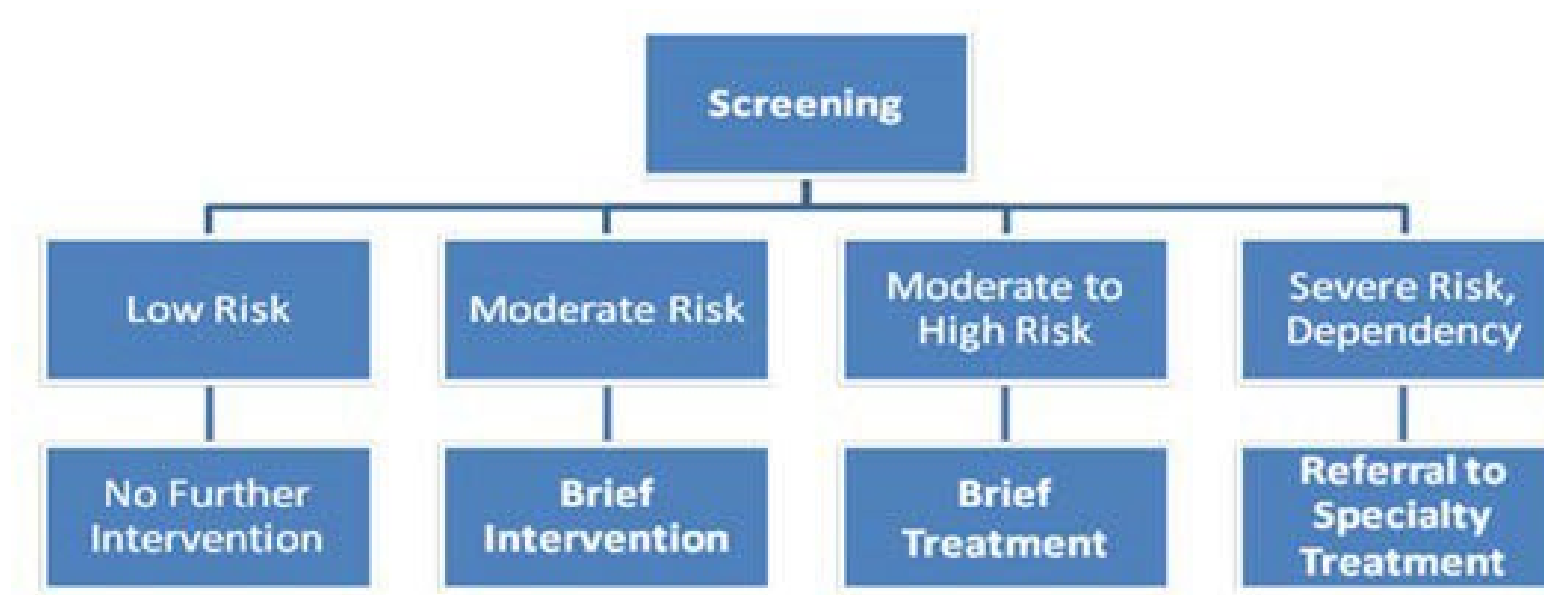 Screening
Low Risk
Moderate Risk
Moderate to
High Risk
Severe Risk,
Dependency
No Further
Intervention
Brief
Intervention
Brief
Treatment
Referral to
Specialty
Treatment